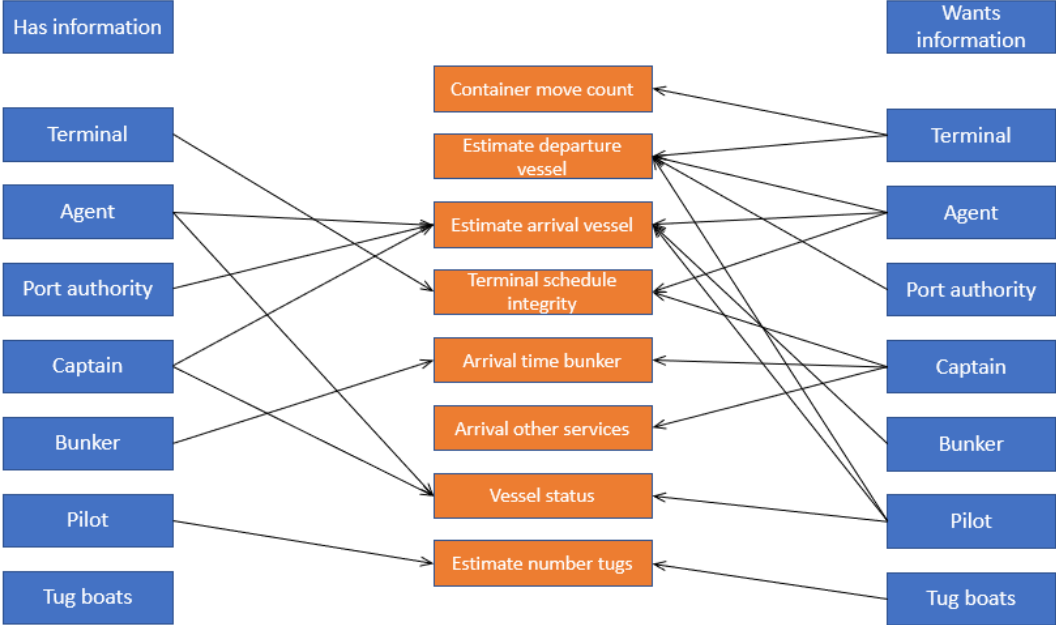 Has information
Wants
information
Container move count
Terminal
Estimate departure
vessel
Terminal
Agent
Estimate arrival vessel
Agent
Port authority
Terminal schedule
integrity
Port authority
Captain
Arrival time bunker
Captain
Bunker
Arrival other services
Bunker
Pilot
Vessel status
Pilot
Estimate number tugs
Tug boats
Tug boats